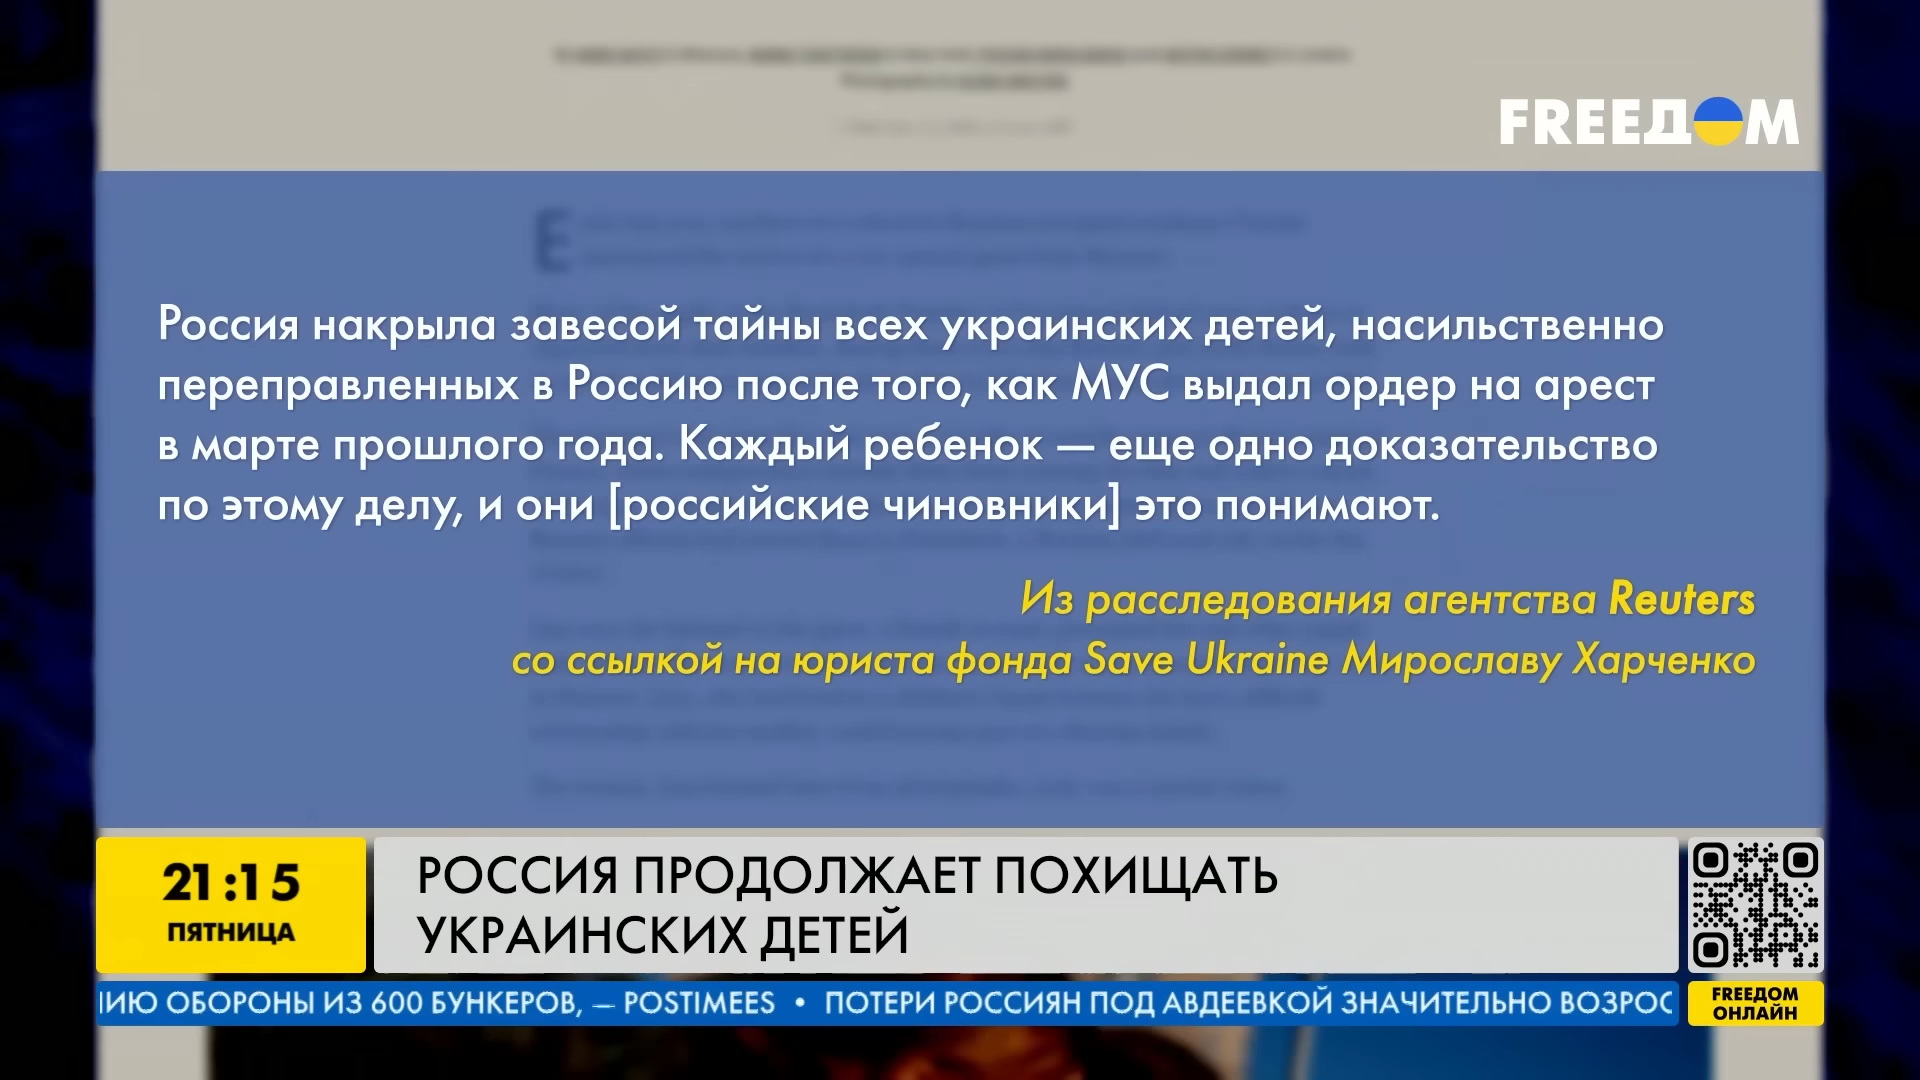 FREEДОМ
Россия накрыла завесой тайны всех украинских детей, насильственно
переправленных в Россию после того, как МУС выдал ордер на арест
в марте прошлого года. Каждый ребенок — еще одно доказательство
по этому делу, и они [российские чиновники] это понимают.
Из расследования агентства Reuters
со ссылкой на юриста фонда Save Ukraine Мирославу Харченко
21:15
ПЯТНИЦА
РОССИЯ ПРОДОЛЖАЕТ ПОХИЩАТЬ
УКРАИНСКИХ ДЕТЕЙ
ОБОРОНЫ ИЗ 600 БУНКЕРОВ, — POSTIMEES • ПОТЕРИ РОССИЯН ПОД АВДЕЕВКОЙ ЗНАЧИТЕЛЬНО ВОЗРОС
FREEДОМ
ОНЛАЙН